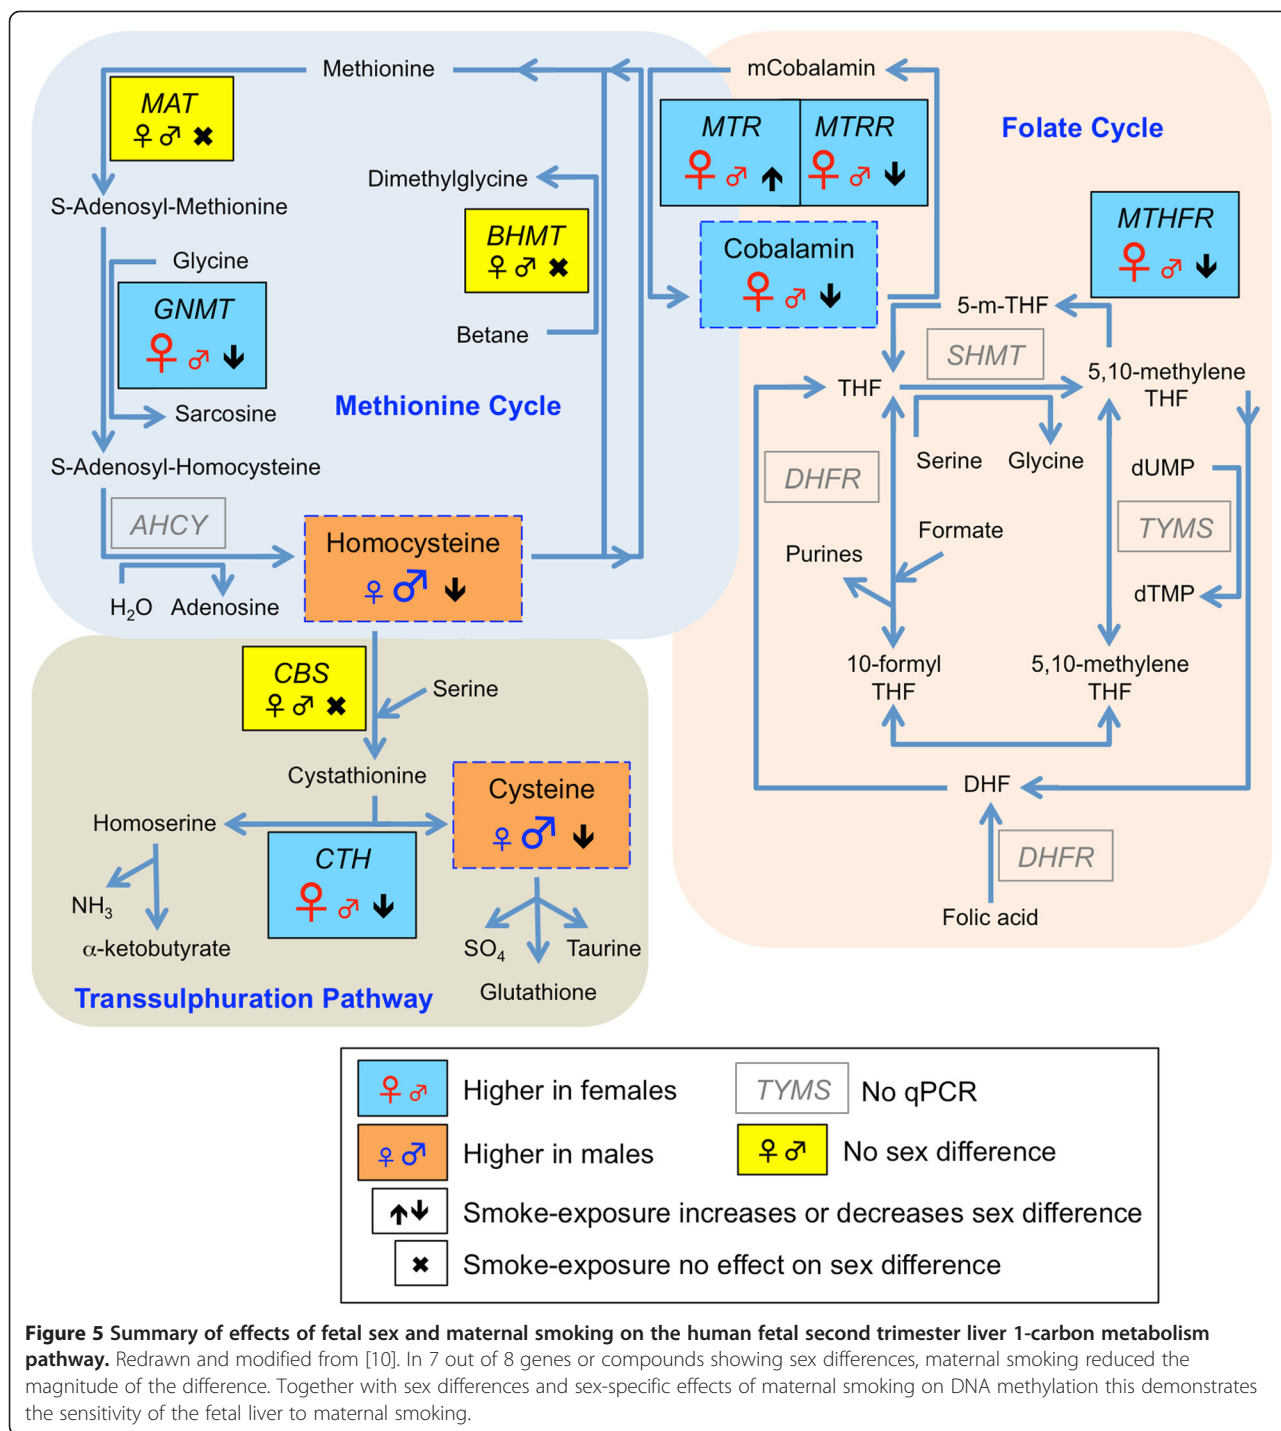 Methionine
mCobalamin
MAT
♀ ♂ ✖
MTR
♀ ♂ ↑
MTRR
♀ ♂ ↓
Folate Cycle
Dimethylglycine
S-Adenosyl-Methionine
BHMT
♀ ♂ ✖
MTHFR
♀ ♂ ↓
Cobalamin
♀ ♂ ↓
Glycine
GNMT
♀ ♂ ↓
Betane
5-m-THF
SHMT
THF
5,10-methylene
THF
Sarcosine
Methionine Cycle
S-Adenosyl-Homocysteine
Serine
Glycine
dUMP
DHFR
AHCY
TYMS
Homocysteine
♀ ♂ ↓
Formate
Purines
H₂O
Adenosine
dTMP
10-formyl
THF
5,10-methylene
THF
CBS
♀ ♂ ✖
Serine
Cystathionine
Cysteine
♀ ♂ ↓
DHF
Homoserine
CTH
♀ ♂ ↓
DHFR
NH₃
α-ketobutyrate
SO₄
Taurine
Folic acid
Glutathione
Transsulphuration Pathway
♀ ♂ Higher in females
TYMS No qPCR
♀ ♂ Higher in males
♀ ♂ No sex difference
↑↓ Smoke-exposure increases or decreases sex difference
✖ Smoke-exposure no effect on sex difference
Figure 5 Summary of effects of fetal sex and maternal smoking on the human fetal second trimester liver 1-carbon metabolism
pathway. Redrawn and modified from [10]. In 7 out of 8 genes or compounds showing sex differences, maternal smoking reduced the
magnitude of the difference. Together with sex differences and sex-specific effects of maternal smoking on DNA methylation this demonstrates
the sensitivity of the fetal liver to maternal smoking.